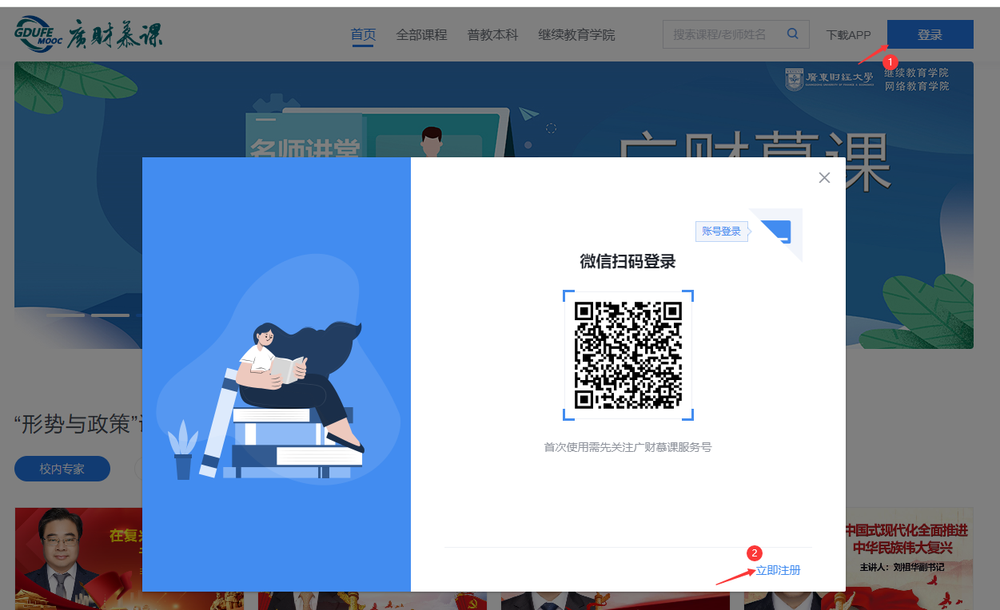 GDUFE MOOC 廣财慕课
首页 全部课程 普教本科 继续教育学院 搜索课程/老师姓名 下载APP 登录
1
廣東财经大學 继续教育学院
网络教育学院
名师讲堂
广财慕课
账号登录
微信扫码登录
首次使用需先关注广财慕课服务号
“形势与政策”
校内专家
在复
中国式现代化全面推进
中华民族伟大复兴
主讲人：刘祖华副书记
2
立即注册